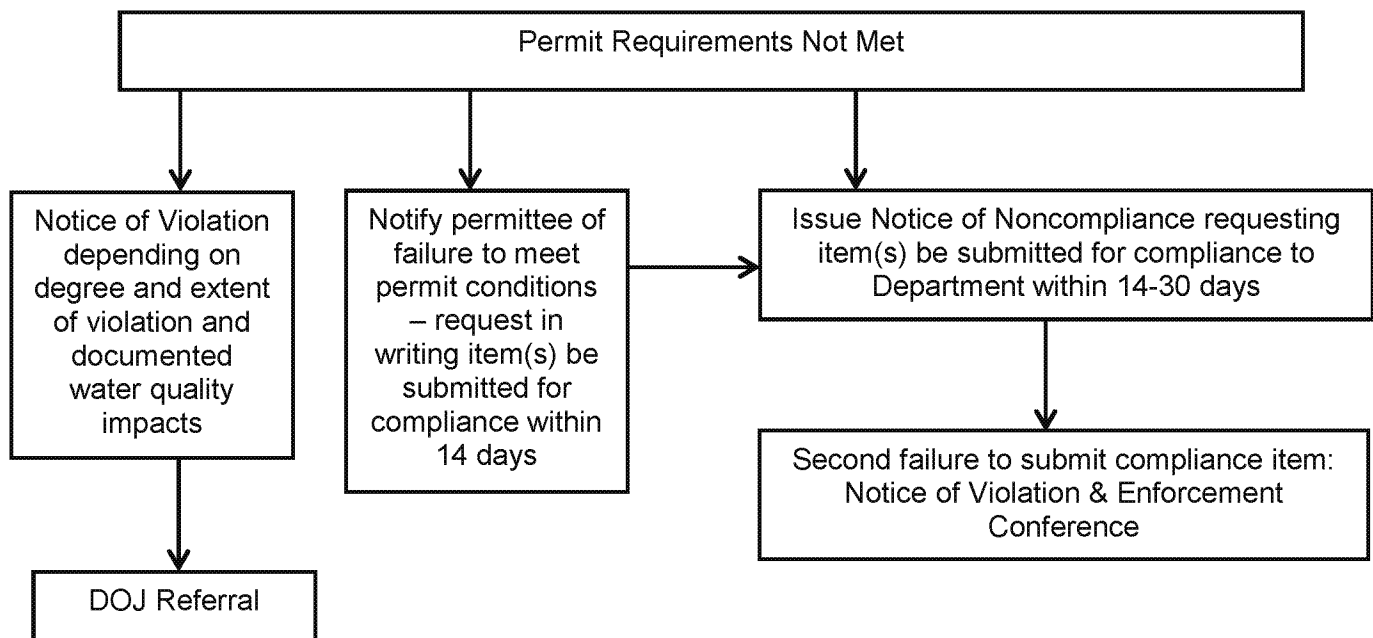 Permit Requirements Not Met
Notice of Violation
depending on
degree and extent
of violation and
documented
water quality
impacts
Notify permittee of
failure to meet
permit conditions
– request in
writing item(s) be
submitted for
compliance within
14 days
Issue Notice of Noncompliance requesting
item(s) be submitted for compliance to
Department within 14-30 days
Second failure to submit compliance item:
Notice of Violation & Enforcement
Conference
DOJ Referral